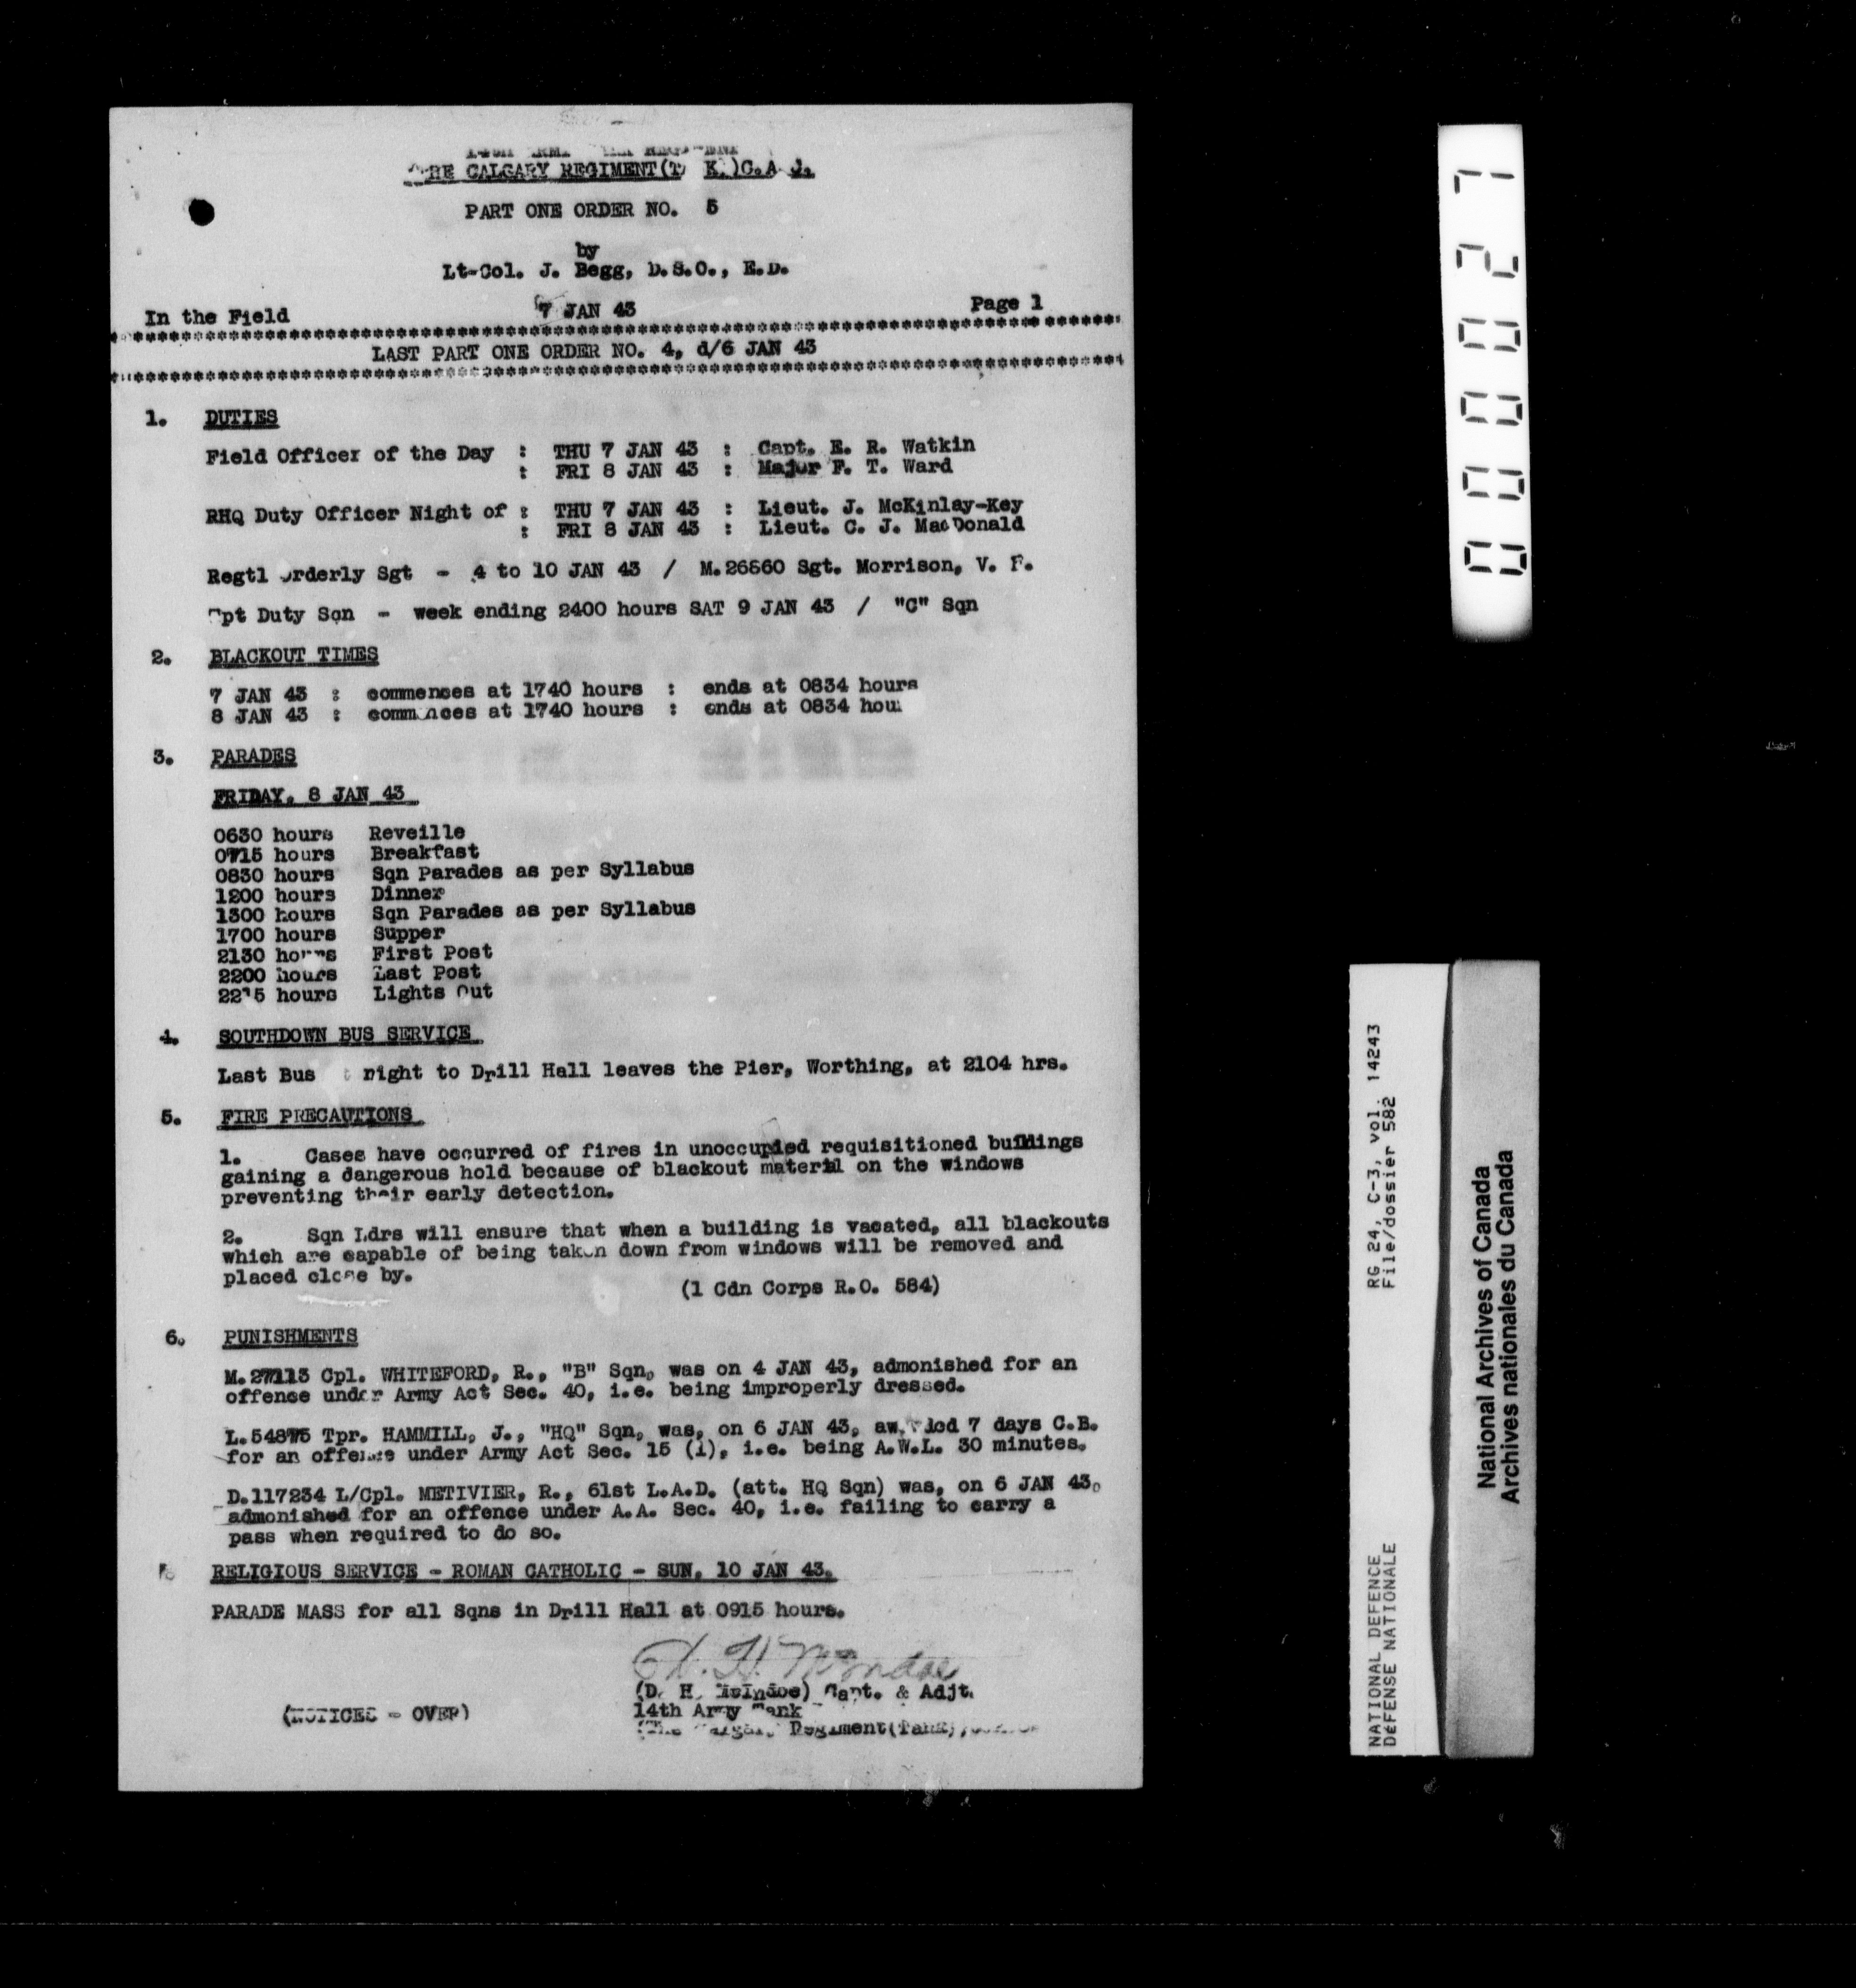 CALGARY REGIMENT
PART ONE ORDER NO. 5
by
Lt-Col. J. Begg, D.S.O., E.D.
In the Field 7 JAN 43 Page 1
LAST PART ONE ORDER NO. 4, d/6 JAN 43
1. DUTIES
Field Officer of the Day : THU 7 JAN 43 : Capt. E. R. Watkin
: FRI 8 JAN 43 : Major F. T. Ward
RHQ Duty Officer Night of : THU 7 JAN 43 : Lieut. J. McKinlay-Key
: FRI 8 JAN 43 : Lieut. C. J. MacDonald
Regtl Orderly Sgt - 4 to 10 JAN 43 / M.26660 Sgt. Morrison, V. F.
Tpt Duty Sqn - week ending 2400 hours SAT 9 JAN 43 / "C" Sqn
2. BLACKOUT TIMES
7 JAN 43 : commences at 1740 hours : ends at 0834 hours
8 JAN 43 : commences at 1740 hours : ends at 0834 hou
3. PARADES
FRIDAY, 8 JAN 43
0630 hours Reveille
0715 hours Breakfast
0830 hours Sqn Parades as per Syllabus
1200 hours Dinner
1300 hours Sqn Parades as per Syllabus
1700 hours Supper
2130 hours First Post
2200 hours Last Post
2215 hours Lights Out
4. SOUTHDOWN BUS SERVICE
Last Bus night to Drill Hall leaves the Pier, Worthing, at 2104 hrs.
5. FIRE PRECAUTIONS
1. Cases have occurred of fires in unoccupied requisitioned buildings
gaining a dangerous hold because of blackout material on the windows
preventing their early detection.
2. Sqn Ldrs will ensure that when a building is vacated, all blackouts
which are capable of being taken down from windows will be removed and
placed close by.
(1 Cdn Corps R.O. 584)
6. PUNISHMENTS
M.27113 Cpl. WHITEFORD, R., "B" Sqn, was on 4 JAN 43, admonished for an
offence under Army Act Sec. 40, i.e. being improperly dressed.
L.54875 Tpr. HAMMILL, J., "HQ" Sqn, was, on 6 JAN 43, awarded 7 days C.B.
for an offense under Army Act Sec. 15 (1), i.e. being A.W.L. 30 minutes.
D.117234 L/Cpl. METIVIER, R., 61st L.A.D. (att. HQ Sqn) was, on 6 JAN 43,
admonished for an offence under A.A. Sec. 40, i.e. failing to carry a
pass when required to do so.
RELIGIOUS SERVICE - ROMAN CATHOLIC - SUN, 10 JAN 43.
PARADE MASS for all Sqns in Drill Hall at 0915 hours.
D. H. McIndoe
(D. H. McIndoe) Capt. & Adjt.
14th Army Tank
(NOTICES - OVER)
(The Calgary Regiment(Tank)
000027
RG 24, C-3, vol. 14243
File/dossier 582
NATIONAL DEFENCE
DÉFENSE NATIONALE
National Archives of Canada
Archives nationales du Canada